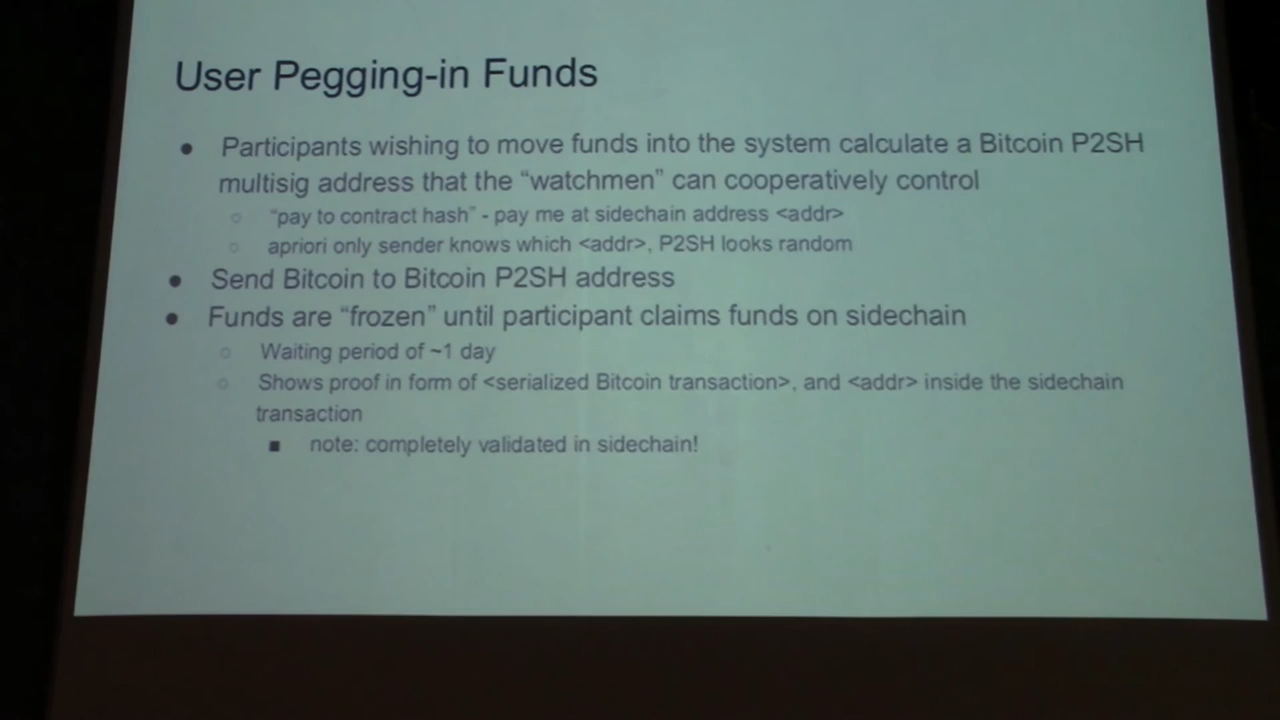 User Pegging-in Funds
● Participants wishing to move funds into the system calculate a Bitcoin P2SH
multisig address that the “watchmen” can cooperatively control
○ “pay to contract hash” - pay me at sidechain address <addr>
○ apriori only sender knows which <addr>, P2SH looks random
● Send Bitcoin to Bitcoin P2SH address
● Funds are “frozen” until participant claims funds on sidechain
○ Waiting period of ~1 day
○ Shows proof in form of <serialized Bitcoin transaction>, and <addr> inside the sidechain
transaction
■ note: completely validated in sidechain!